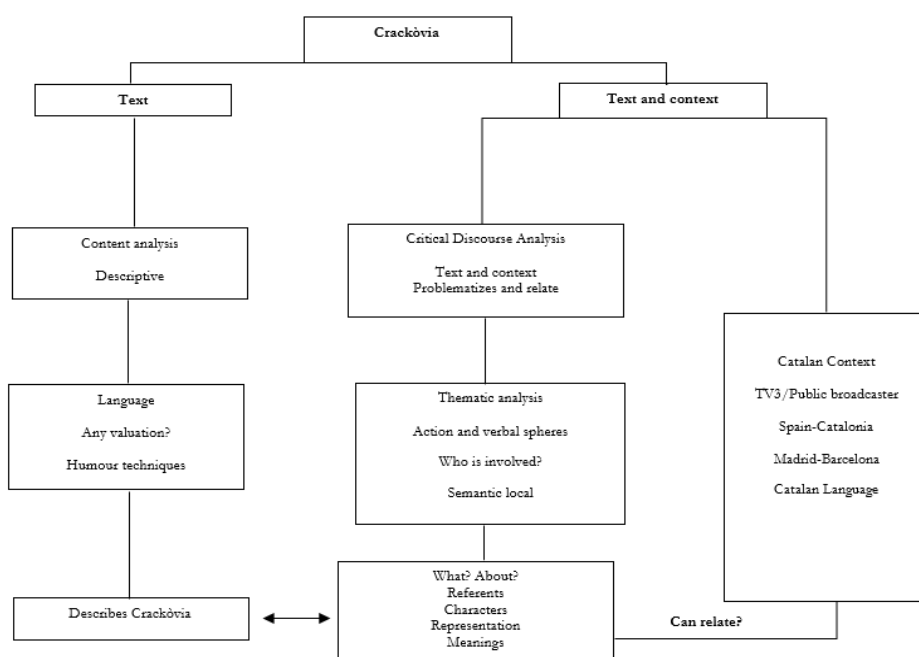 Crackòvia
Text
Text and context
Content analysis
Descriptive
Critical Discourse Analysis
Text and context
Problematizes and relate
Language
Any valuation?
Humour techniques
Thematic analysis
Action and verbal spheres
Who is involved?
Semantic local
Catalan Context
TV3/Public broadcaster
Spain-Catalonia
Madrid-Barcelona
Catalan Language
Describes Crackòvia
What? About?
Referents
Characters
Representation
Meanings
Can relate?